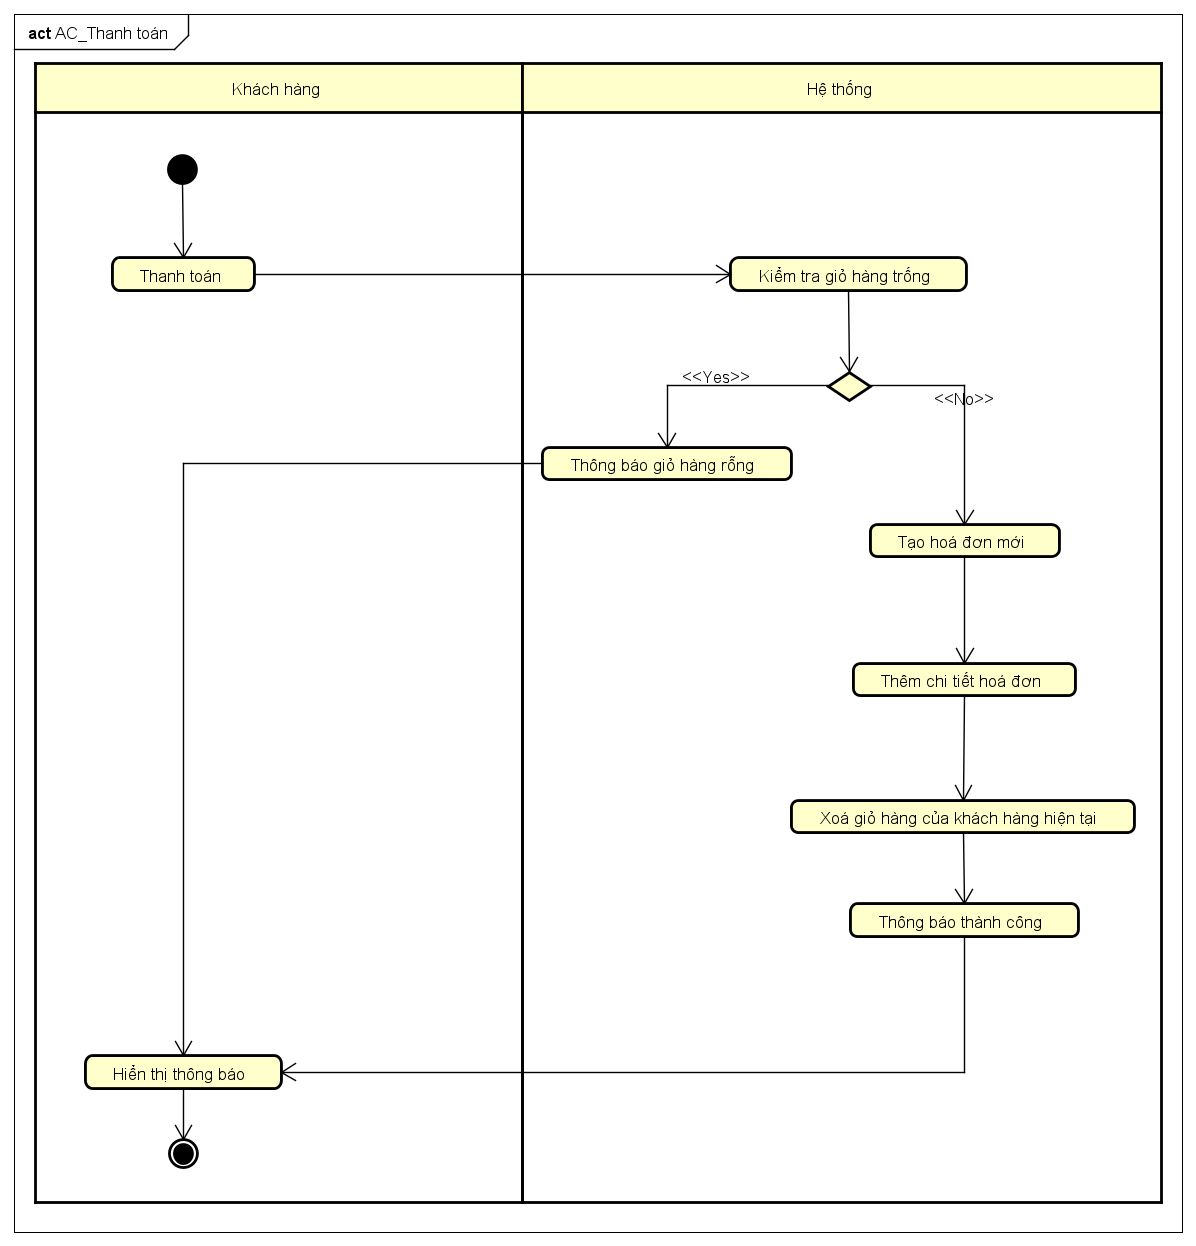 act AC_Thanh toán
Khách hàng
Hệ thống
Thanh toán
Kiểm tra giỏ hàng trống
<<Yes>>
<<No>>
Thông báo giỏ hàng rỗng
Tạo hoá đơn mới
Thêm chi tiết hoá đơn
Xoá giỏ hàng của khách hàng hiện tại
Thông báo thành công
Hiển thị thông báo